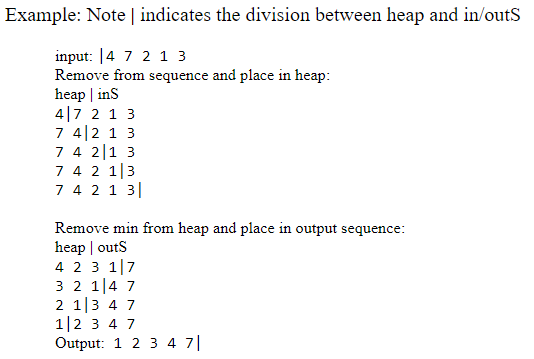 Example: Note | indicates the division between heap and in/outS
input: |4 7 2 1 3
Remove from sequence and place in heap:
heap | inS
4|7 2 1 3
7 4|2 1 3
7 4 2|1 3
7 4 2 1|3
7 4 2 1 3|
Remove min from heap and place in output sequence:
heap | outS
4 2 3 1|7
3 2 1|4 7
2 1|3 4 7
1|2 3 4 7
Output: 1 2 3 4 7|